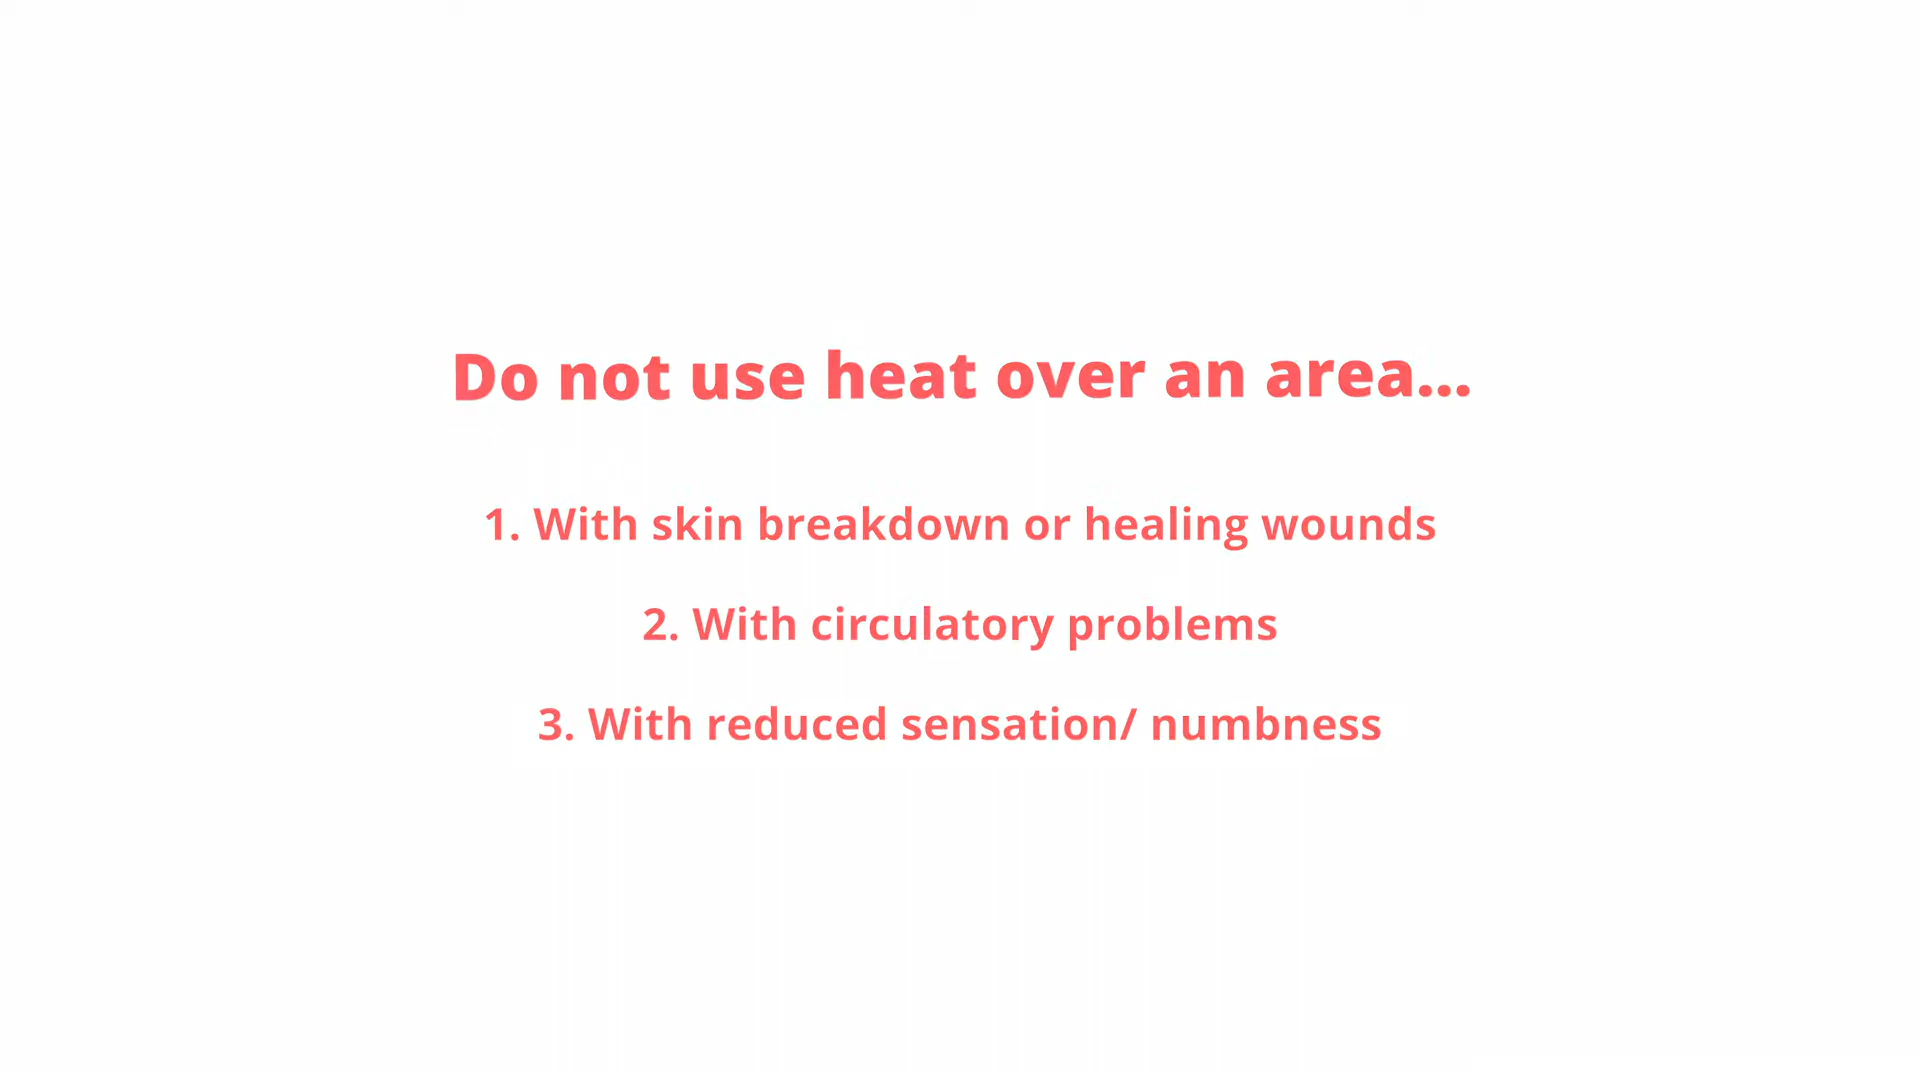 Do not use heat over an area...
1. With skin breakdown or healing wounds
2. With circulatory problems
3. With reduced sensation/ numbness